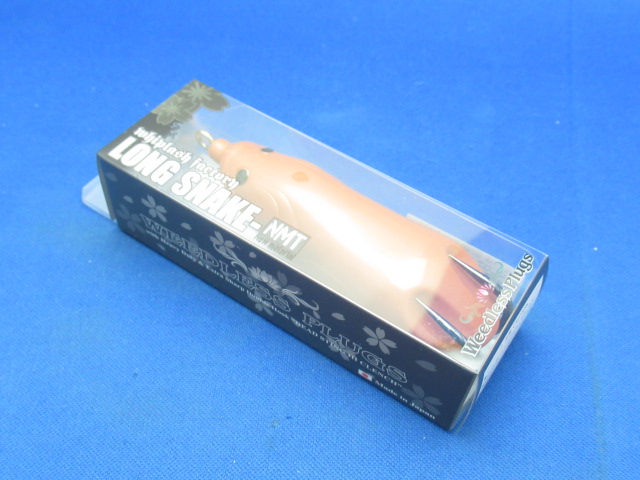 whiplash factory
LONG SNAKE-
NMT
WEEDLESS PLUGS
Made in Japan
Weedless Plugs